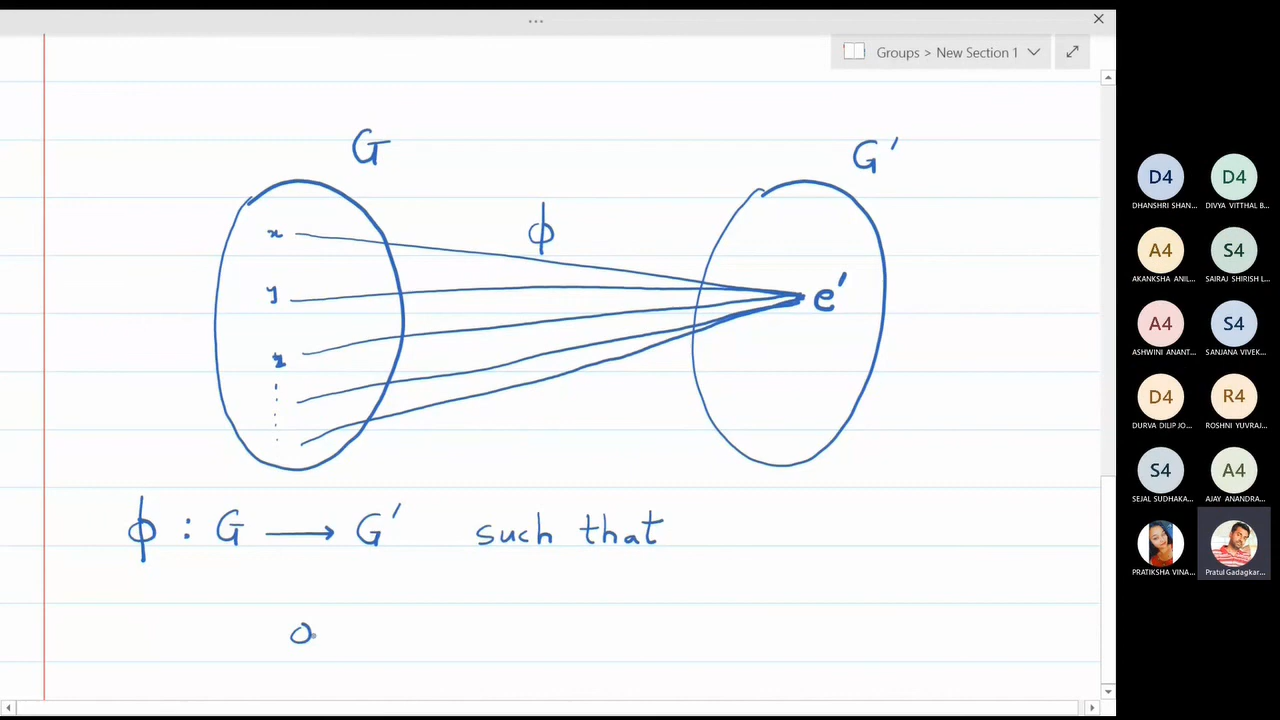 Groups > New Section 1
G
G'
x
ϕ
y
e'
z
ϕ : G ⟶ G' such that
D4
D4
DHANSHRI SHAN...
DIVYA VITTHAL B...
A4
S4
AKANKSHA ANIL...
SAIRAJ SHIRISH L...
A4
S4
ASHWINI ANANT...
SANJANA VIVEK...
D4
R4
DURVA DILIP JO...
ROSHNI YUVRAJ...
S4
A4
SEJAL SUDHAKA...
AJAY ANANDRA...
PRATIKSHA VINA...
Pratul Gadagkar...